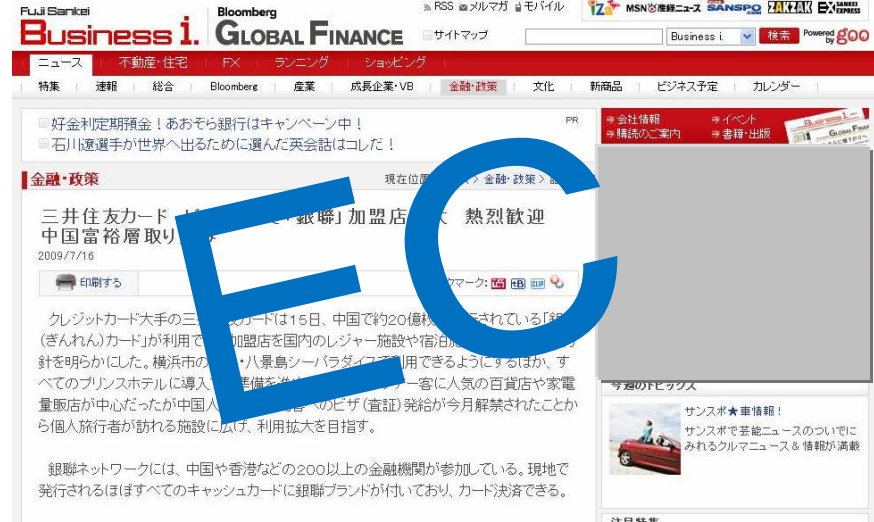 Fuji Sankei
Business i.
Bloomberg
GLOBAL FINANCE
RSS メルマガ モバイル
サイトマップ
iza MSN産経ニュース SANSPO ZAKZAK SANKEI EXPRESS
Business i. 検索 Powered by goo
ニュース 不動産・住宅 FX ランニング ショッピング
特集 速報 総合 Bloomberg 産業 成長企業・VB 金融・政策 文化 新商品 ビジネス予定 カレンダー
好金利定期預金！あおぞら銀行はキャンペーン中！ PR
石川遼選手が世界へ出るために選んだ英会話はコレだ！
会社情報 イベント
購読のご案内 書籍・出版
金融・政策
現在位置 > 金融・政策 >
三井住友カード 銀聯」加盟店 大 熱烈歓迎
中国富裕層取り
2009/7/16
印刷する
クマーク:
クレジットカード大手の三 カードは15日、中国で約20億枚 されている「銀
(ぎんれん)カード」が利用で 加盟店を国内のレジャー施設や宿泊
針を明らかにした。横浜市の ・八景島シーパラダイスで利用できるようにするほか、す
べてのプリンスホテルに導入 準備を進 客に人気の百貨店や家電
量販店が中心だったが中国人 へのビザ(査証)発給が今月解禁されたことか
ら個人旅行者が訪れる施設に広げ、利用拡大を目指す。
銀聯ネットワークには、中国や香港などの200以上の金融機関が参加している。現地で
発行されるほぼすべてのキャッシュカードに銀聯ブランドが付いており、カード決済できる。
EC
今週のトピックス
サンスポ★車情報！
サンスポで芸能ニュースのついでに
みれるクルマニュース＆情報が満載
注目特集